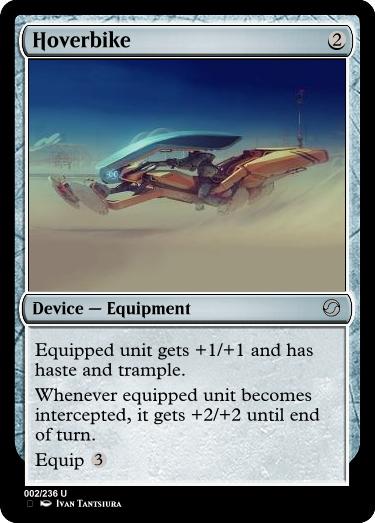 Hoverbike 2
Device — Equipment
Equipped unit gets +1/+1 and has
haste and trample.
Whenever equipped unit becomes
intercepted, it gets +2/+2 until end
of turn.
Equip 3
002/236 U
Ivan Tantsiura